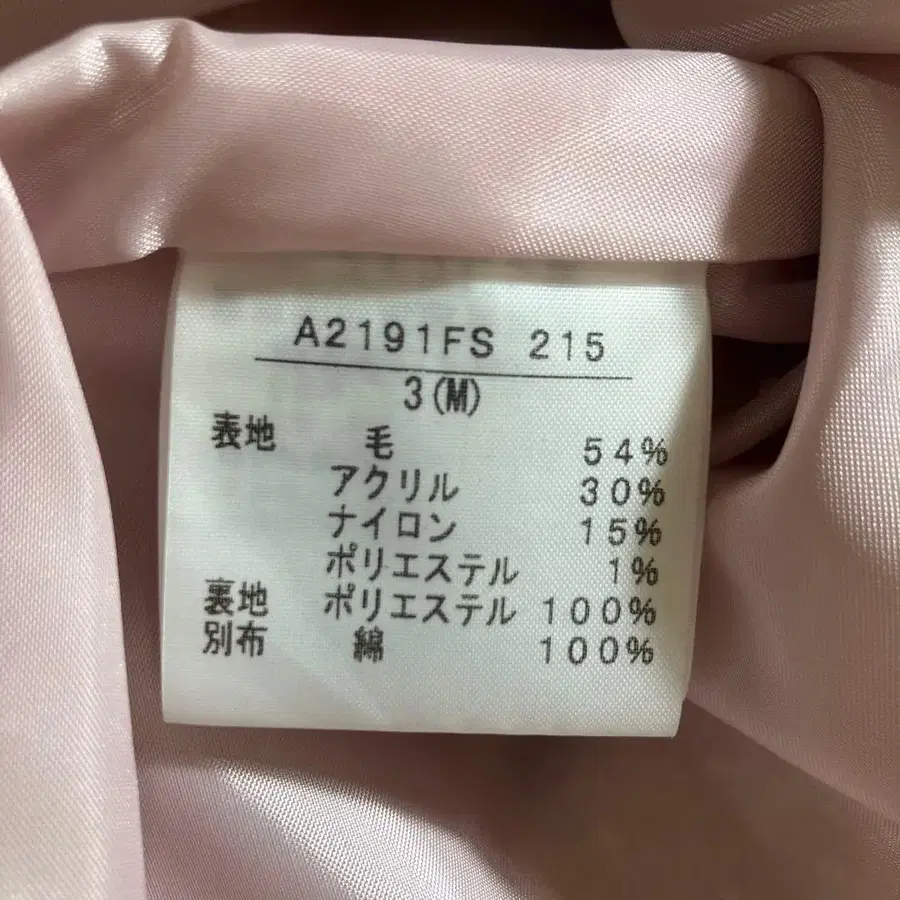 A2191FS 215
3(M)
表地 毛 54%
アクリル 30%
ナイロン 15%
ポリエステル 1%
裏地 ポリエステル 100%
別布 綿 100%